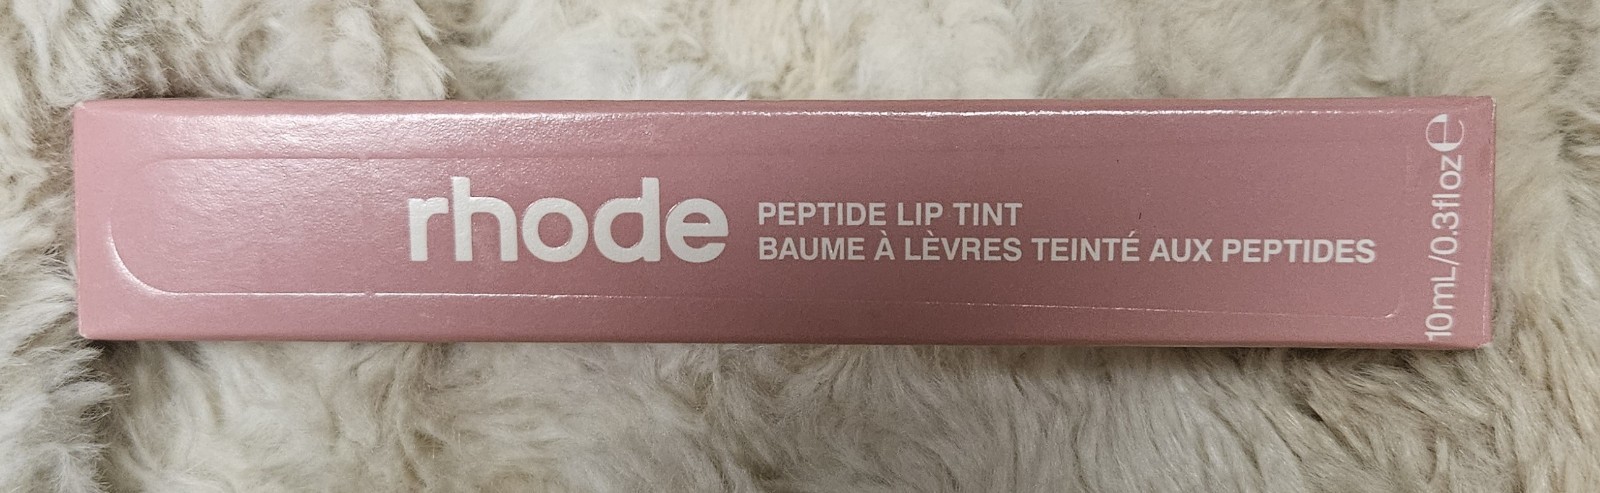 rhode
PEPTIDE LIP TINT
BAUME À LÈVRES TEINTÉ AUX PEPTIDES
10mL/0.3fl oz ℮